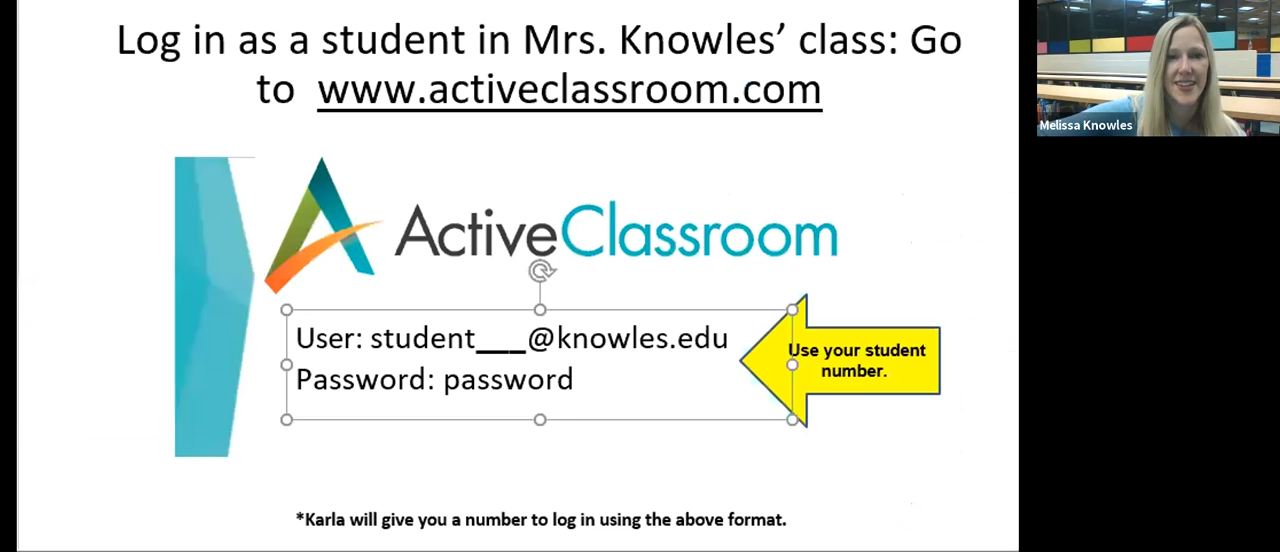 Log in as a student in Mrs. Knowles’ class: Go
to www.activeclassroom.com
Melissa Knowles
ActiveClassroom
User: student___@knowles.edu
Password: password
Use your student
number.
*Karla will give you a number to log in using the above format.